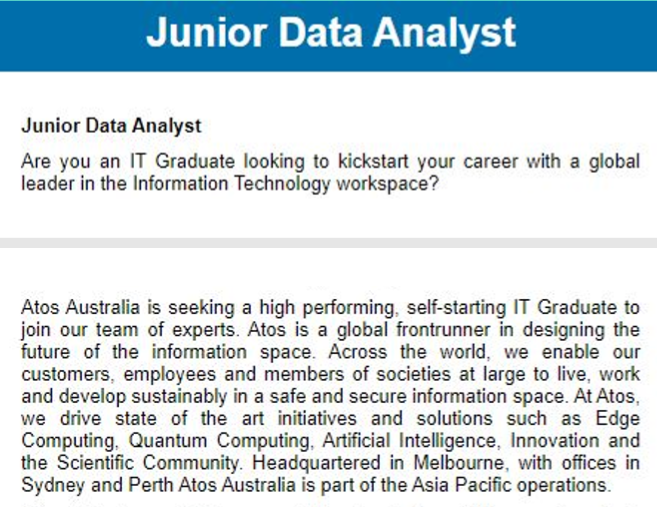 Junior Data Analyst
Junior Data Analyst
Are you an IT Graduate looking to kickstart your career with a global
leader in the Information Technology workspace?
Atos Australia is seeking a high performing, self-starting IT Graduate to
join our team of experts. Atos is a global frontrunner in designing the
future of the information space. Across the world, we enable our
customers, employees and members of societies at large to live, work
and develop sustainably in a safe and secure information space. At Atos,
we drive state of the art initiatives and solutions such as Edge
Computing, Quantum Computing, Artificial Intelligence, Innovation and
the Scientific Community. Headquartered in Melbourne, with offices in
Sydney and Perth Atos Australia is part of the Asia Pacific operations.